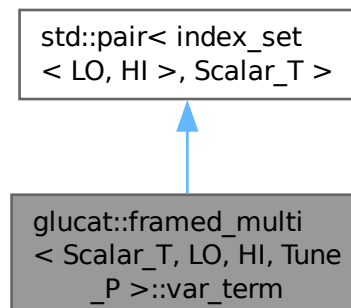 std::pair< index_set
< LO, HI >, Scalar_T >
glucat::framed_multi
< Scalar_T, LO, HI, Tune
_P >::var_term